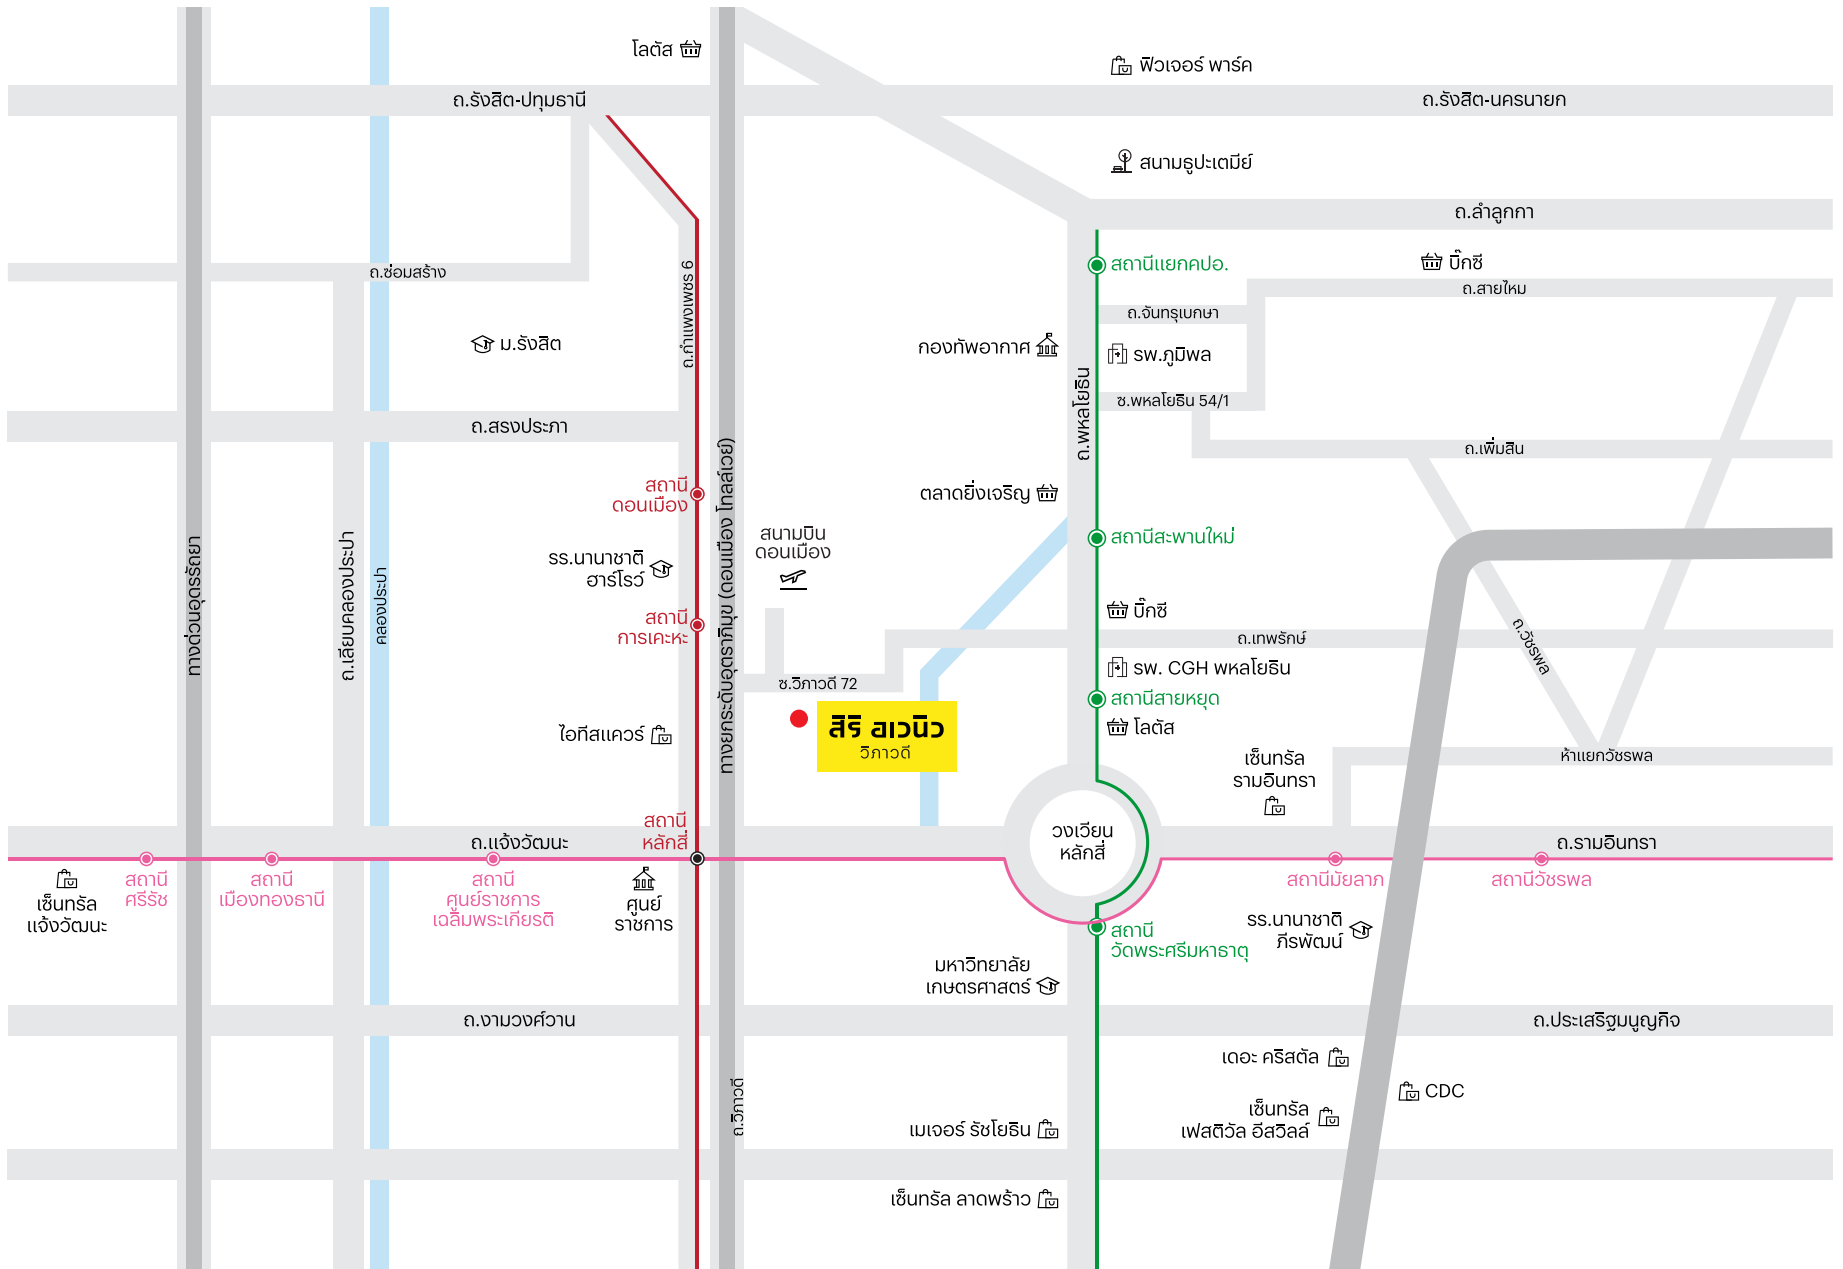 โลตัส
ฟิวเจอร์ พาร์ค
ถ.รังสิต-ปทุมธานี
ถ.รังสิต-นครนายก
สนามธูปะเตมีย์
ถ.ลำลูกกา
ถ.ซ่อมสร้าง
ถ.กำแพงเพชร 6
สถานีแยกคปอ.
บิ๊กซี
ถ.สายไหม
ถ.จันทรุเบกษา
ม.รังสิต
กองทัพอากาศ
รพ.ภูมิพล
ถ.พหลโยธิน
ซ.พหลโยธิน 54/1
ถ.สรงประภา
ถ.เพิ่มสิน
สถานี
ดอนเมือง
ตลาดยิ่งเจริญ
ทางยกระดับอุตราภิมุข (ดอนเมือง โทลล์เวย์)
สนามบิน
ดอนเมือง
สถานีสะพานใหม่
ทางด่วนอุดรรัถยา
ถ.เลียบคลองประปา
คลองประปา
รร.นานาชาติ
ฮาร์โรว์
สถานี
การเคหะ
บิ๊กซี
ถ.เทพรักษ์
ถ.วัชรพล
รพ. CGH พหลโยธิน
ซ.วิภาวดี 72
สถานีสายหยุด
โลตัส
ไอทีสแควร์
สิริ อเวนิว
วิภาวดี
เซ็นทรัล
รามอินทรา
ห้าแยกวัชรพล
สถานี
หลักสี่
ถ.แจ้งวัฒนะ
วงเวียน
หลักสี่
ถ.รามอินทรา
เซ็นทรัล
แจ้งวัฒนะ
สถานี
ศรีรัช
สถานี
เมืองทองธานี
สถานี
ศูนย์ราชการ
เฉลิมพระเกียรติ
ศูนย์
ราชการ
สถานีมัยลาภ
สถานีวัชรพล
สถานี
วัดพระศรีมหาธาตุ
รร.นานาชาติ
ภีรพัฒน์
มหาวิทยาลัย
เกษตรศาสตร์
ถ.งามวงศ์วาน
ถ.ประเสริฐมนูญกิจ
เดอะ คริสตัล
CDC
ถ.วิภาวดี
เมเจอร์ รัชโยธิน
เซ็นทรัล
เฟสติวัล อีสวิลล์
เซ็นทรัล ลาดพร้าว